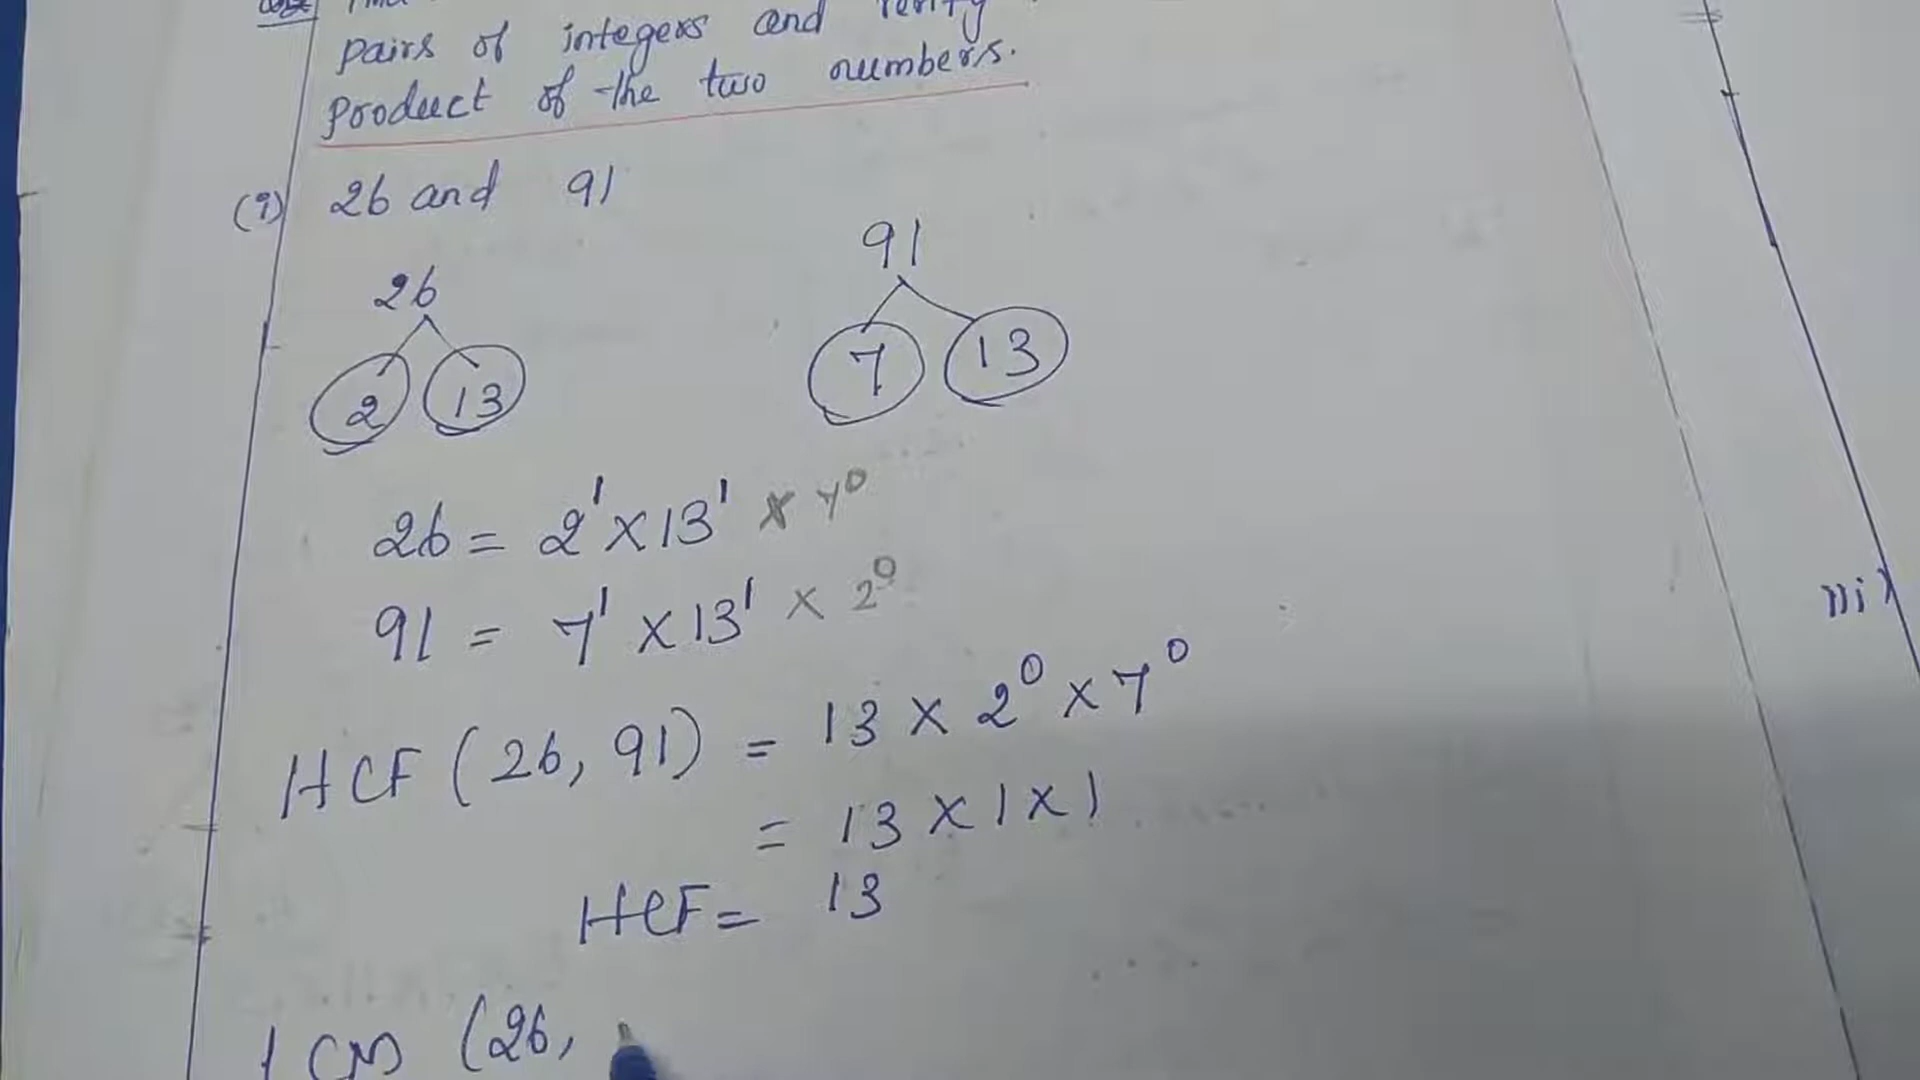 pairs of integers and verify
product of the two numbers.
(i) 26 and 91
26
91
2 13
7 13
26 = 2¹ × 13¹ × 7⁰
91 = 7¹ × 13¹ × 2⁰
HCF (26, 91) = 13 × 2⁰ × 7⁰
= 13 × 1 × 1
HCF = 13
LCM (26,
iii)